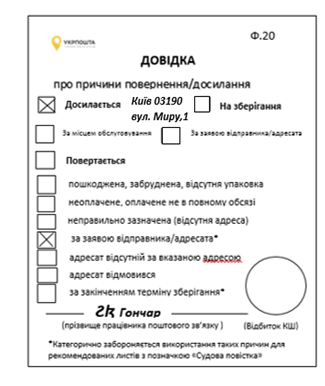 УКРПОШТА
Ф.20
ДОВІДКА
про причини повернення/досилання
Досилається Київ 03190 На зберігання
вул. Миру,1
За місцем обслуговування За заявою відправника/адресата
Повертається
пошкоджена, забруднена, відсутня упаковка
неоплачене, оплачене не в повному обсязі
неправильно зазначена (відсутня адреса)
за заявою відправника/адресата*
адресат відсутній за вказаною адресою
адресат відмовився
за закінченням терміну зберігання*
Гончар
(прізвище працівника поштового зв'язку) (Відбиток КШ)
*Категорично забороняється використання таких причин для
рекомендованих листів з позначкою «Судова повістка»